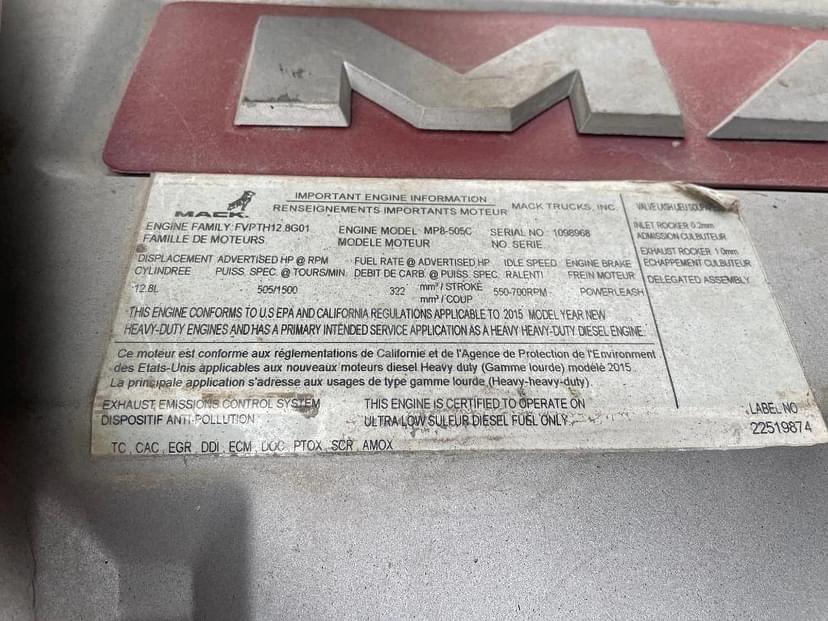 MA
MACK
IMPORTANT ENGINE INFORMATION
RENSEIGNEMENTS IMPORTANTS MOTEUR
MACK TRUCKS, INC.
ENGINE FAMILY: FVPTH12.8G01
FAMILLE DE MOTEURS
ENGINE MODEL: MP8-505C
MODELE MOTEUR
SERIAL NO: 1098968
NO. SERIE
DISPLACEMENT ADVERTISED HP @ RPM FUEL RATE @ ADVERTISED HP IDLE SPEED ENGINE BRAKE
CYLINDREE PUISS. SPEC. @ TOURS/MIN. DEBIT DE CARB. @ PUISS. SPEC. RALENTI FREIN MOTEUR
12.8L 505/1500 322 mm³ / STROKE 550-700RPM POWERLEASH
mm³ / COUP
THIS ENGINE CONFORMS TO U.S EPA AND CALIFORNIA REGULATIONS APPLICABLE TO 2015 MODEL YEAR NEW
HEAVY-DUTY ENGINES AND HAS A PRIMARY INTENDED SERVICE APPLICATION AS A HEAVY HEAVY-DUTY DIESEL ENGINE.
Ce moteur est conforme aux réglementations de Californie et de l'Agence de Protection de l'Environment
des Etats-Unis applicables aux nouveaux moteurs diesel Heavy duty (Gamme lourde) modélé 2015.
La principale application s'adresse aux usages de type gamme lourde (Heavy-heavy-duty).
EXHAUST EMISSIONS CONTROL SYSTEM
DISPOSITIF ANTI-POLLUTION
THIS ENGINE IS CERTIFIED TO OPERATE ON
ULTRA LOW SULFUR DIESEL FUEL ONLY
TC , CAC , EGR , DDI , ECM , DOC , PTOX , SCR , AMOX
VALVE LASH
INLET ROCKER 0.2mm
ADMISSION CULBUTEUR
EXHAUST ROCKER 1.0mm
ECHAPPEMENT CULBUTEUR
DELEGATED ASSEMBLY
LABEL NO
22519874